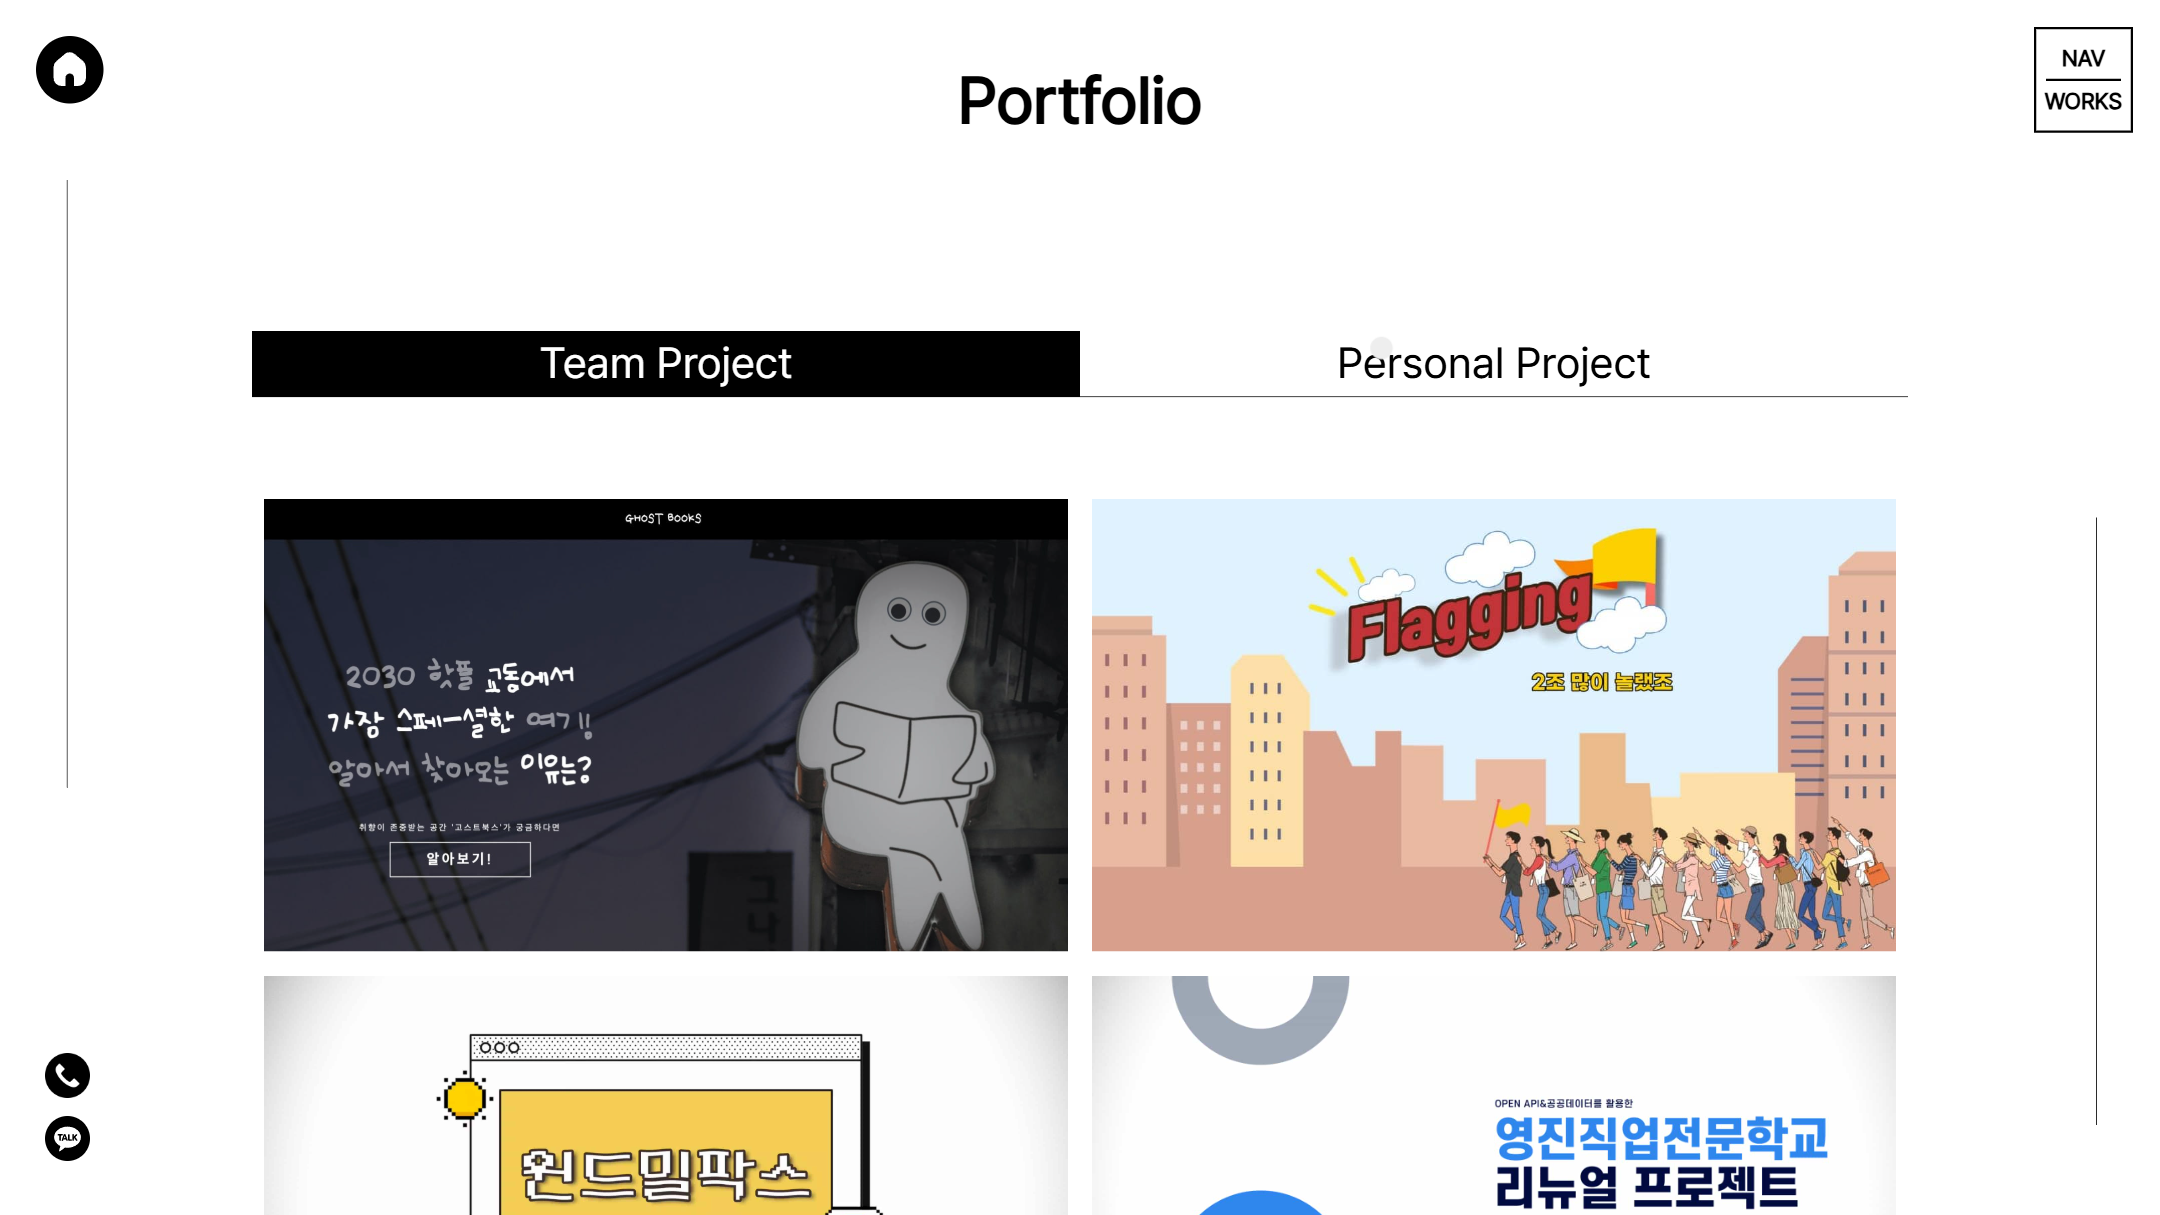 NAV
WORKS
Portfolio
Team Project
Personal Project
GHOST BOOKS
2030 핫플 교동에서
가장 스페-셜한 여기!!
알아서 찾아오는 이유는?
취향이 존중받는 공간 '고스트북스'가 궁금하다면
알아보기!
Flagging
2조 많이 놀랬조
윈드밀팍스
OPEN API&공공데이터를 활용한
영진직업전문학교
리뉴얼 프로젝트
TALK